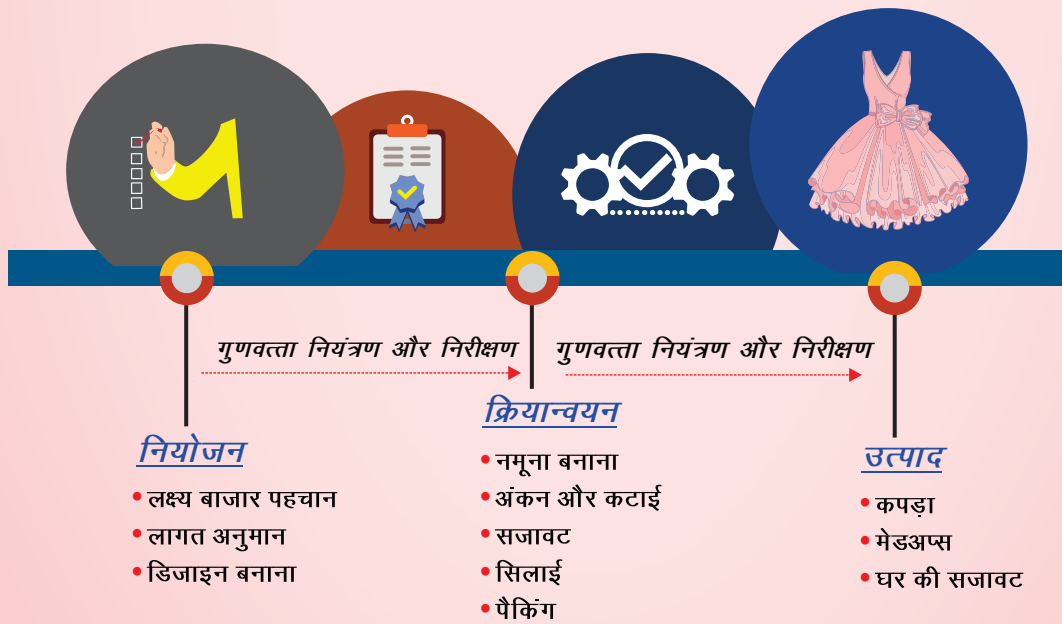 गुणवत्ता नियंत्रण और निरीक्षण
गुणवत्ता नियंत्रण और निरीक्षण
नियोजन
• लक्ष्य बाजार पहचान
• लागत अनुमान
• डिजाइन बनाना
क्रियान्वयन
• नमूना बनाना
• अंकन और कटाई
• सजावट
• सिलाई
• पैकिंग
उत्पाद
• कपड़ा
• मेडअप्स
• घर की सजावट